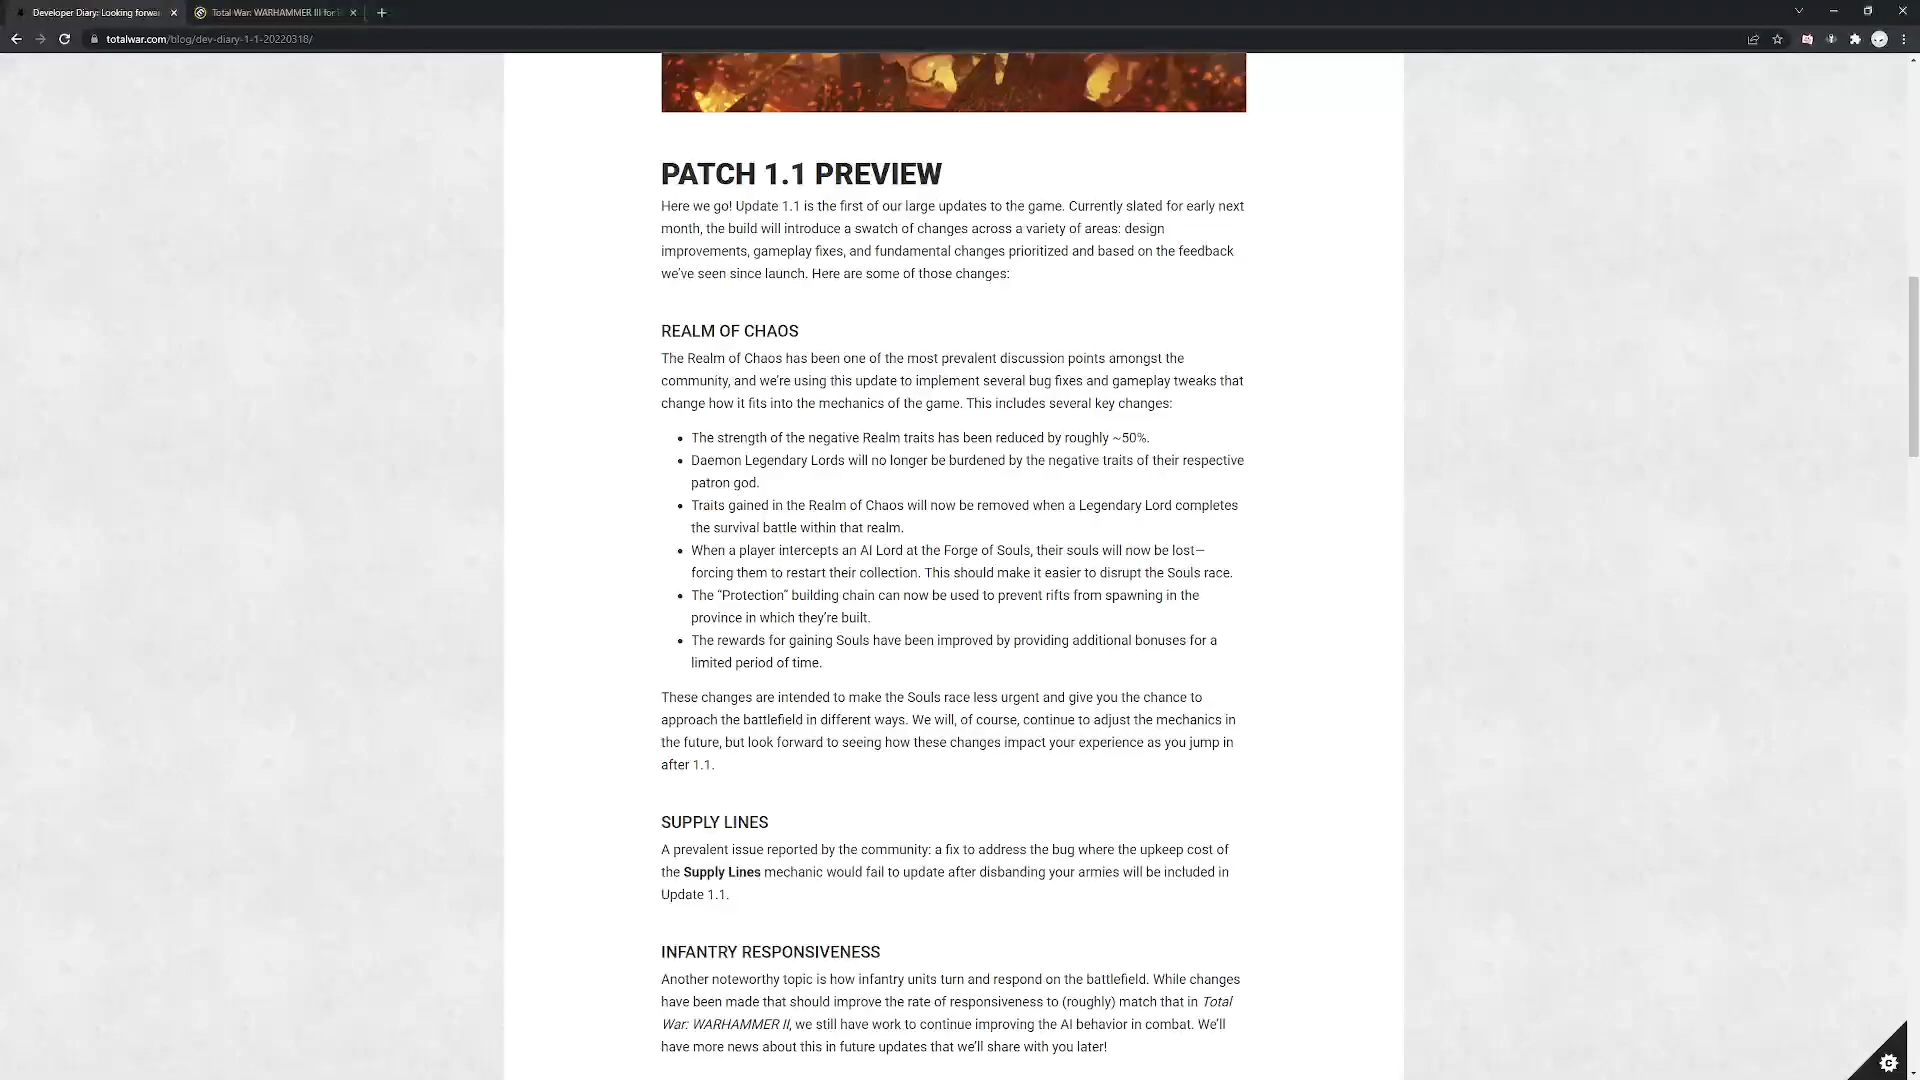 Developer Diary: Looking forwa
Total War: WARHAMMER III for
totalwar.com/blog/dev-diary-1-1-20220318/
PATCH 1.1 PREVIEW
Here we go! Update 1.1 is the first of our large updates to the game. Currently slated for early next
month, the build will introduce a swatch of changes across a variety of areas: design
improvements, gameplay fixes, and fundamental changes prioritized and based on the feedback
we've seen since launch. Here are some of those changes:
REALM OF CHAOS
The Realm of Chaos has been one of the most prevalent discussion points amongst the
community, and we're using this update to implement several bug fixes and gameplay tweaks that
change how it fits into the mechanics of the game. This includes several key changes:
• The strength of the negative Realm traits has been reduced by roughly ~50%.
• Daemon Legendary Lords will no longer be burdened by the negative traits of their respective
patron god.
• Traits gained in the Realm of Chaos will now be removed when a Legendary Lord completes
the survival battle within that realm.
• When a player intercepts an AI Lord at the Forge of Souls, their souls will now be lost—
forcing them to restart their collection. This should make it easier to disrupt the Souls race.
• The “Protection” building chain can now be used to prevent rifts from spawning in the
province in which they're built.
• The rewards for gaining Souls have been improved by providing additional bonuses for a
limited period of time.
These changes are intended to make the Souls race less urgent and give you the chance to
approach the battlefield in different ways. We will, of course, continue to adjust the mechanics in
the future, but look forward to seeing how these changes impact your experience as you jump in
after 1.1.
SUPPLY LINES
A prevalent issue reported by the community: a fix to address the bug where the upkeep cost of
the Supply Lines mechanic would fail to update after disbanding your armies will be included in
Update 1.1.
INFANTRY RESPONSIVENESS
Another noteworthy topic is how infantry units turn and respond on the battlefield. While changes
have been made that should improve the rate of responsiveness to (roughly) match that in Total
War: WARHAMMER II, we still have work to continue improving the AI behavior in combat. We'll
have more news about this in future updates that we'll share with you later!